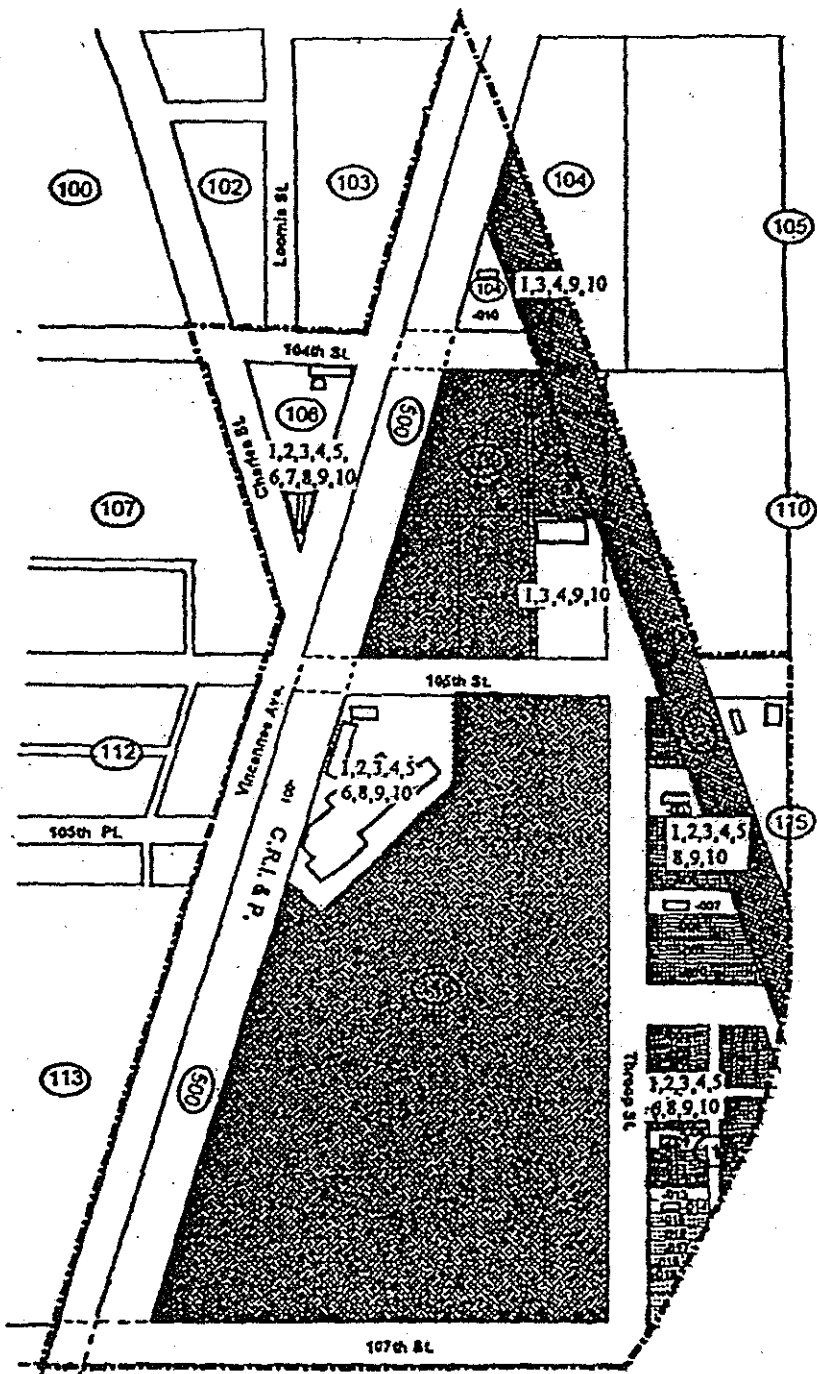 100
102
103
104
105
Loomis St.
104
-010
1,3,4,9,10
104th St.
106
500
1,2,3,4,5,
6,7,8,9,10
Charles St.
107
110
1,3,4,9,10
105th St.
Vincennes Ave.
112
1,2,3,4,5
6,8,9,10
105th Pl.
C.R.I. & P.
1,2,3,4,5
8,9,10
115
-007
113
500
Throop St.
1,2,3,4,5
6,8,9,10
107th St.